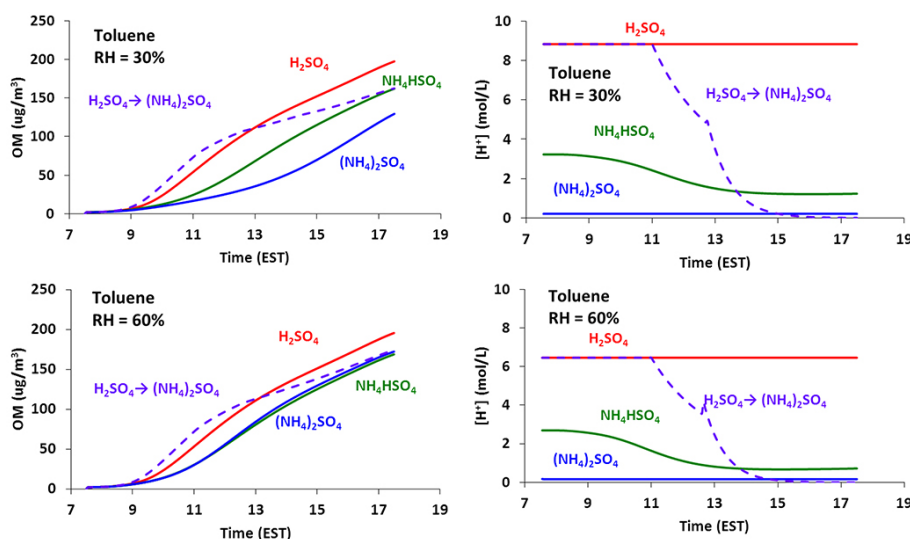 250
Toluene
RH = 30%
200
H₂SO₄
NH₄HSO₄
150
H₂SO₄→ (NH₄)₂SO₄
OM (ug/m³)
100
(NH₄)₂SO₄
50
0
7 9 11 13 15 17 19
Time (EST)
10
8
Toluene
RH = 30%
H₂SO₄
H₂SO₄→ (NH₄)₂SO₄
6
[H⁺] (mol/L)
NH₄HSO₄
4
(NH₄)₂SO₄
2
0
7 9 11 13 15 17 19
Time (EST)
250
Toluene
RH = 60%
200
H₂SO₄
150
H₂SO₄→ (NH₄)₂SO₄
OM (ug/m³)
NH₄HSO₄
100
(NH₄)₂SO₄
50
0
7 9 11 13 15 17 19
Time (EST)
10
Toluene
RH = 60%
8
H₂SO₄
6
[H⁺] (mol/L)
H₂SO₄→ (NH₄)₂SO₄
4
NH₄HSO₄
2
(NH₄)₂SO₄
0
7 9 11 13 15 17 19
Time (EST)